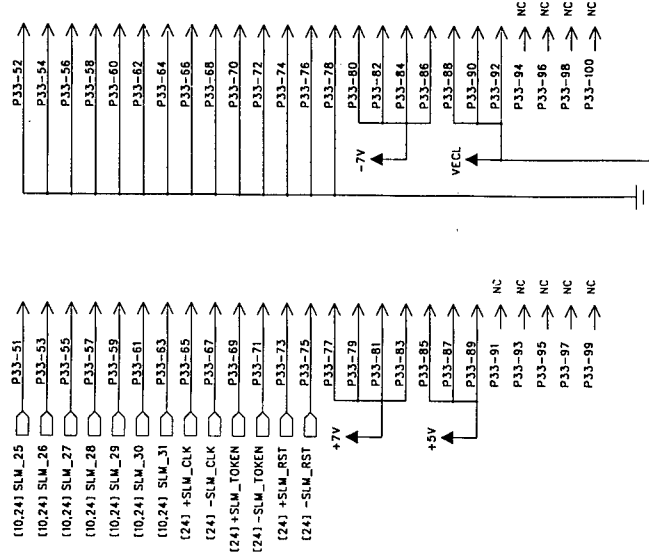 P33-52
P33-54
P33-56
P33-58
P33-60
P33-62
P33-64
P33-66
P33-68
P33-70
P33-72
P33-74
P33-76
P33-78
P33-80
P33-82
P33-84
P33-86
P33-88
P33-90
P33-92
P33-94 NC
P33-96 NC
P33-98 NC
P33-100 NC
-7V
VECL
[10,24] SLM_25 P33-51
[10,24] SLM_26 P33-53
[10,24] SLM_27 P33-55
[10,24] SLM_28 P33-57
[10,24] SLM_29 P33-59
[10,24] SLM_30 P33-61
[10,24] SLM_31 P33-63
[24] +SLM_CLK P33-65
[24] -SLM_CLK P33-67
[24] +SLM_TOKEN P33-69
[24] -SLM_TOKEN P33-71
[24] +SLM_RST P33-73
[24] -SLM_RST P33-75
P33-77
P33-79
P33-81
P33-83
P33-85
P33-87
P33-89
P33-91 NC
P33-93 NC
P33-95 NC
P33-97 NC
P33-99 NC
+7V
+5V